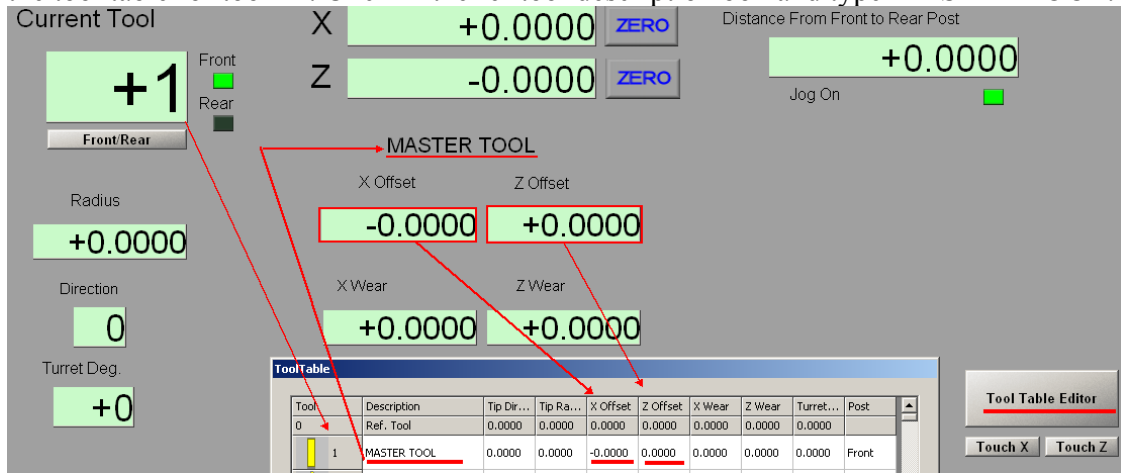 Current Tool
X +0.0000 ZERO
Distance From Front to Rear Post
+1
Front
Rear
Z -0.0000 ZERO
+0.0000
Jog On
Front/Rear
MASTER TOOL
X Offset Z Offset
Radius
-0.0000 +0.0000
+0.0000
Direction
X Wear Z Wear
0
+0.0000 +0.0000
Turret Deg.
+0
ToolTable
Tool Description Tip Dir... Tip Ra... X Offset Z Offset X Wear Z Wear Turret... Post
0 Ref. Tool 0.0000 0.0000 0.0000 0.0000 0.0000 0.0000 0.0000
1 MASTER TOOL 0.0000 0.0000 -0.0000 0.0000 0.0000 0.0000 0.0000 Front
Tool Table Editor
Touch X Touch Z